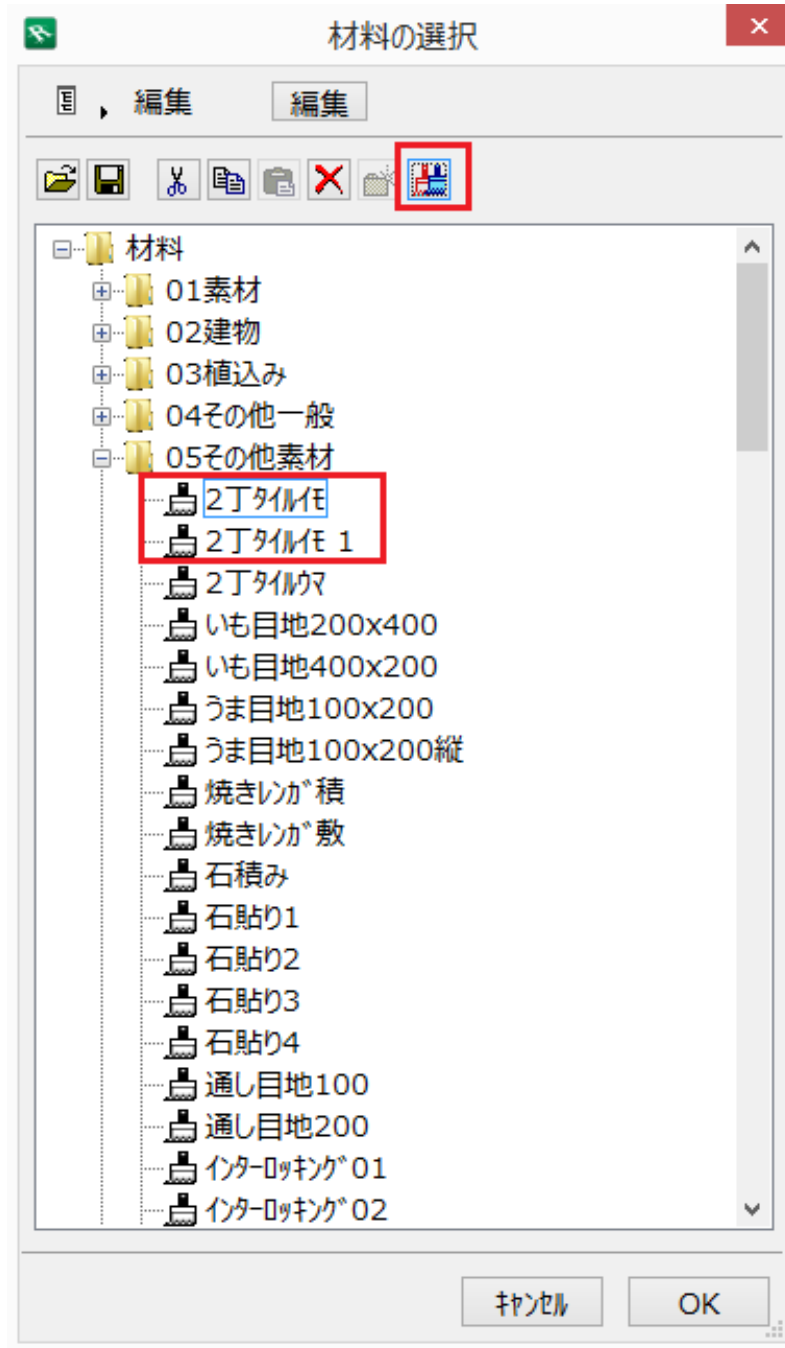 材料の選択
編集 編集
材料
01素材
02建物
03植込み
04その他一般
05その他素材
2丁ﾀｲﾙｲﾓ
2丁ﾀｲﾙｲﾓ 1
2丁ﾀｲﾙｳﾏ
いも目地200x400
いも目地400x200
うま目地100x200
うま目地100x200縦
焼きﾚﾝｶﾞ積
焼きﾚﾝｶﾞ敷
石積み
石貼り1
石貼り2
石貼り3
石貼り4
通し目地100
通し目地200
ｲﾝﾀｰﾛｯｷﾝｸﾞ01
ｲﾝﾀｰﾛｯｷﾝｸﾞ02
ｷｬﾝｾﾙ OK